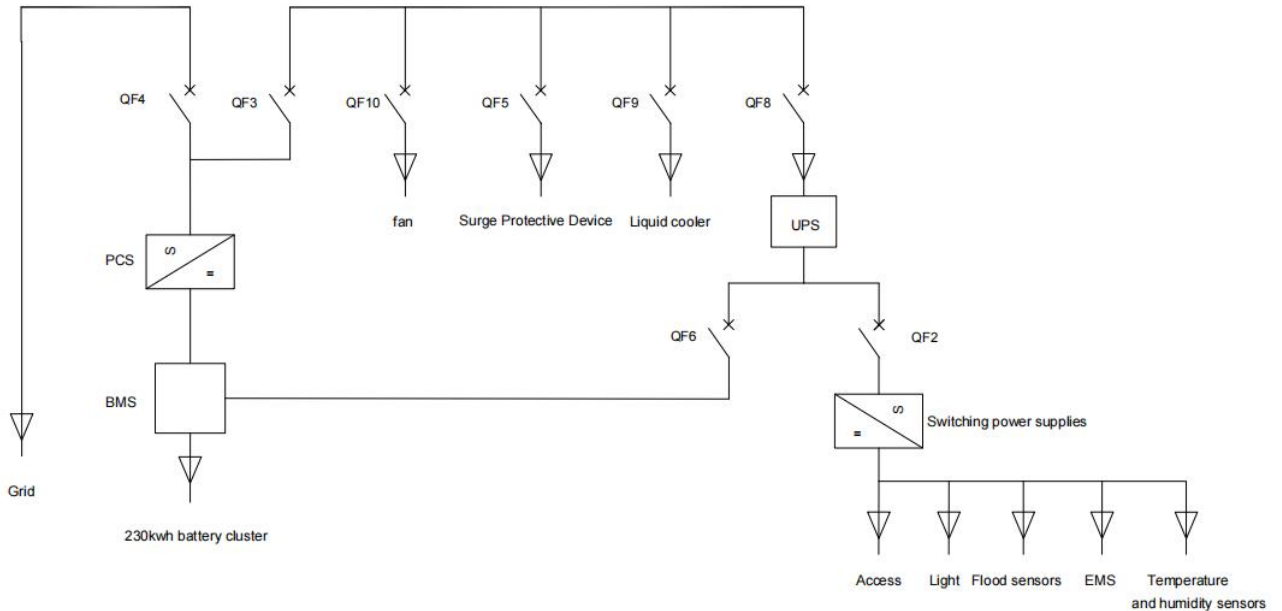 QF4
QF3
QF10
QF5
QF9
QF8
fan
Surge Protective Device
Liquid cooler
UPS
PCS
S
=
QF6
QF2
BMS
S
=
Switching power supplies
Grid
230kwh battery cluster
Access
Light
Flood sensors
EMS
Temperature
and humidity sensors